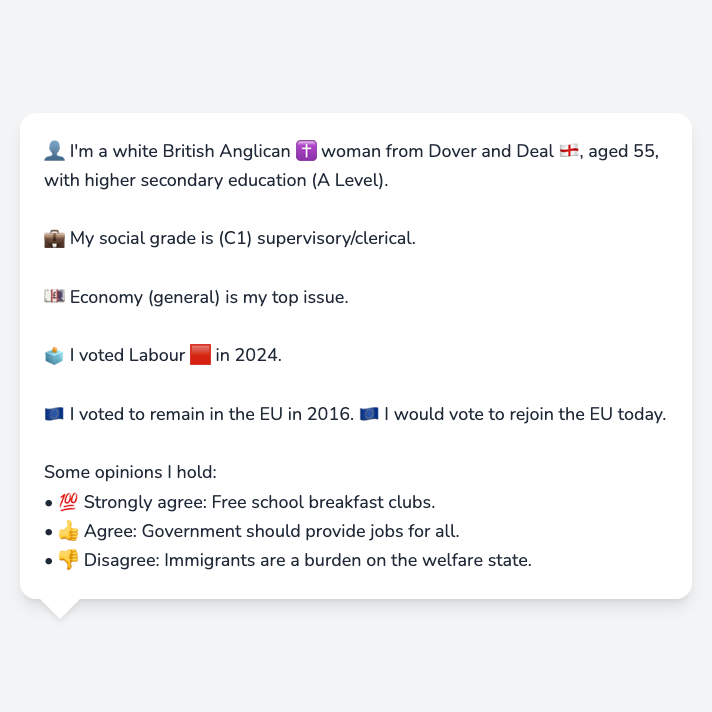 👤 I'm a white British Anglican ✝️ woman from Dover and Deal 🏴󠁧󠁢󠁥󠁮󠁧󠁿, aged 55,
with higher secondary education (A Level).
💼 My social grade is (C1) supervisory/clerical.
💷 Economy (general) is my top issue.
🗳️ I voted Labour 🟥 in 2024.
🇪🇺 I voted to remain in the EU in 2016. 🇪🇺 I would vote to rejoin the EU today.
Some opinions I hold:
• 💯 Strongly agree: Free school breakfast clubs.
• 👍 Agree: Government should provide jobs for all.
• 👎 Disagree: Immigrants are a burden on the welfare state.